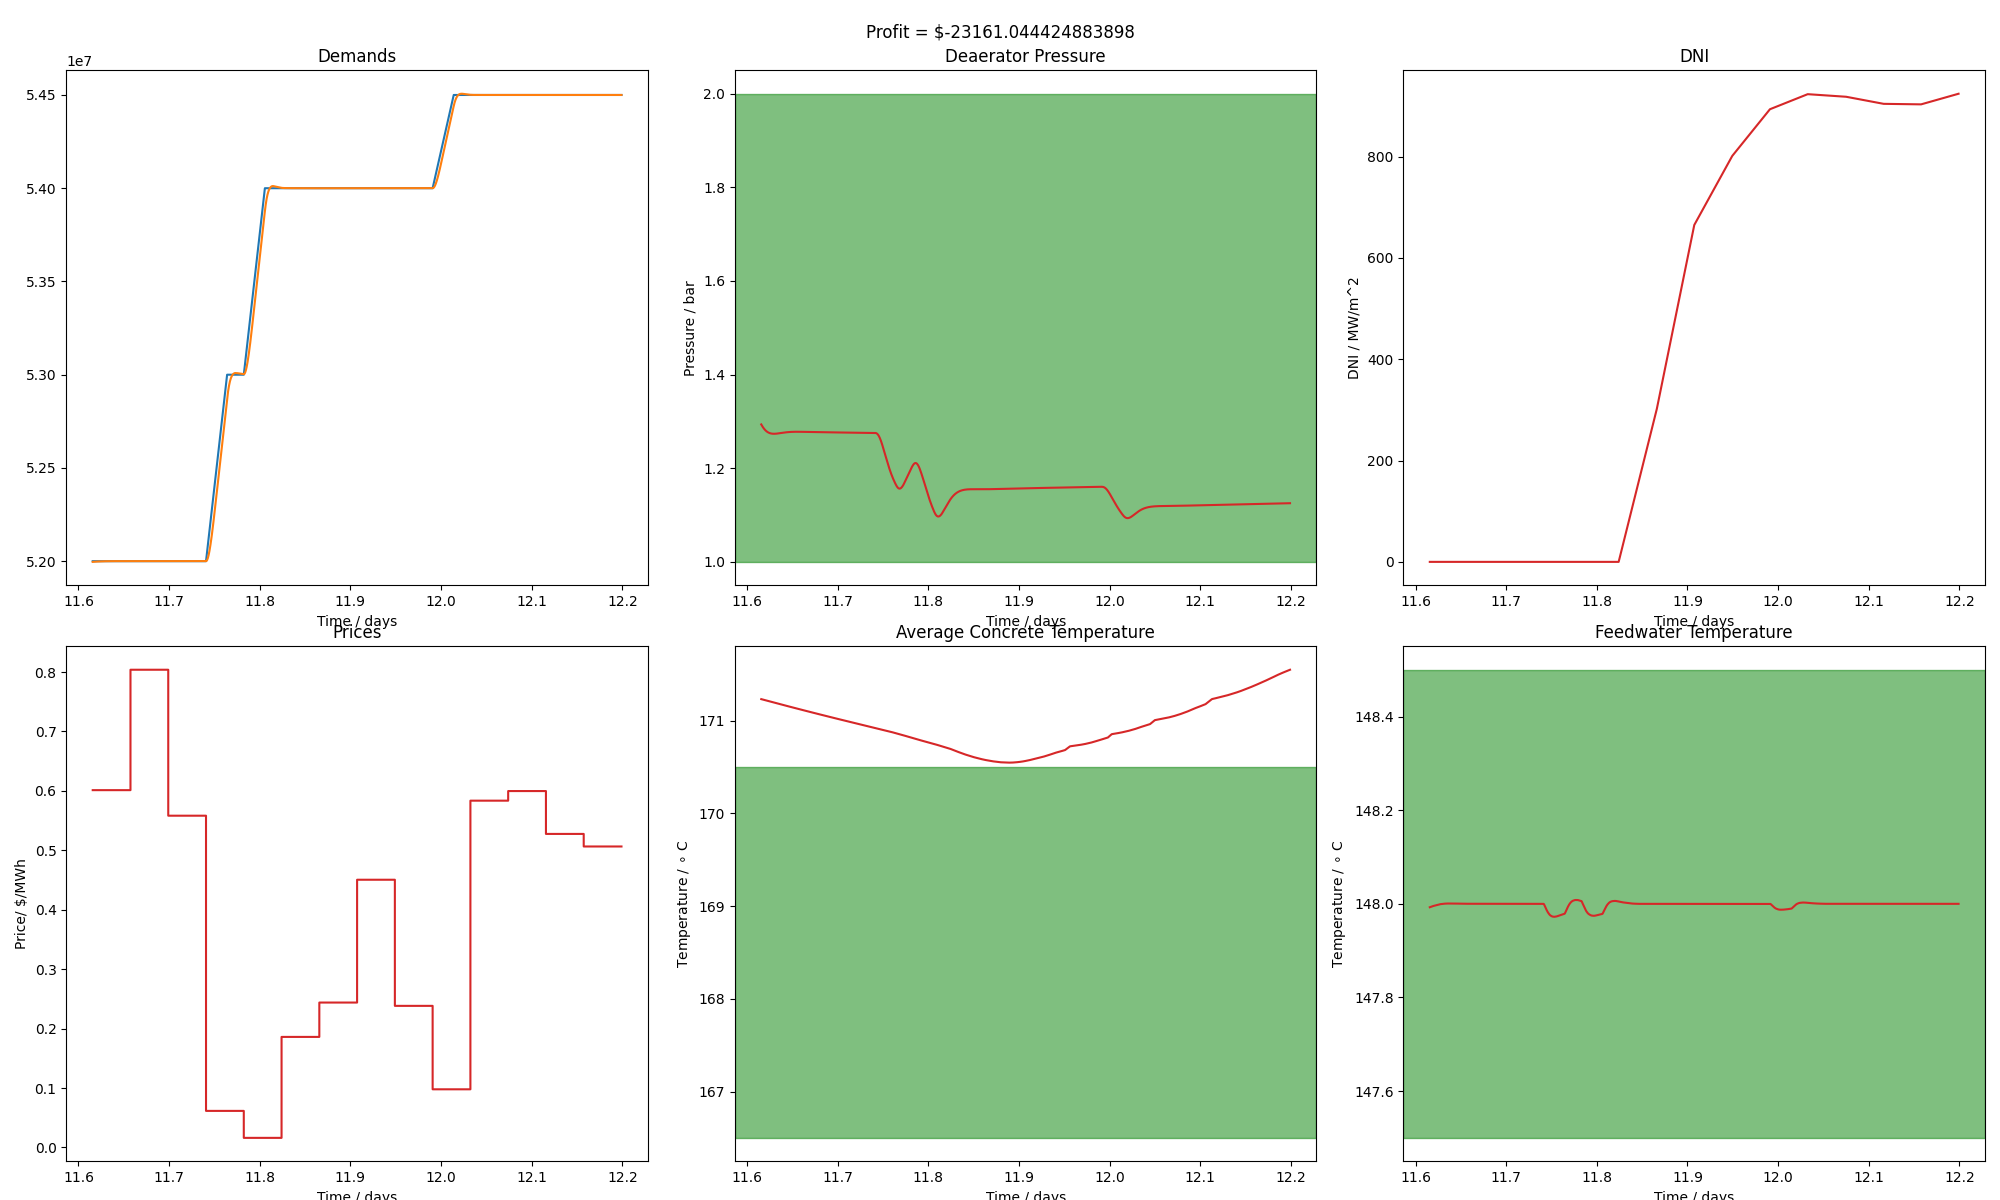 Profit = $-23161.044424883898
Demands
1e7
5.45
5.40
5.35
5.30
5.25
5.20
11.6 11.7 11.8 11.9 12.0 12.1 12.2
Time / days
Deaerator Pressure
Pressure / bar
2.0
1.8
1.6
1.4
1.2
1.0
11.6 11.7 11.8 11.9 12.0 12.1 12.2
Time / days
DNI
DNI / MW/m^2
800
600
400
200
0
11.6 11.7 11.8 11.9 12.0 12.1 12.2
Time / days
Prices
Price/ $/MWh
0.8
0.7
0.6
0.5
0.4
0.3
0.2
0.1
0.0
11.6 11.7 11.8 11.9 12.0 12.1 12.2
Time / days
Average Concrete Temperature
Temperature / ∘ C
171
170
169
168
167
11.6 11.7 11.8 11.9 12.0 12.1 12.2
Time / days
Feedwater Temperature
Temperature / ∘ C
148.4
148.2
148.0
147.8
147.6
11.6 11.7 11.8 11.9 12.0 12.1 12.2
Time / days